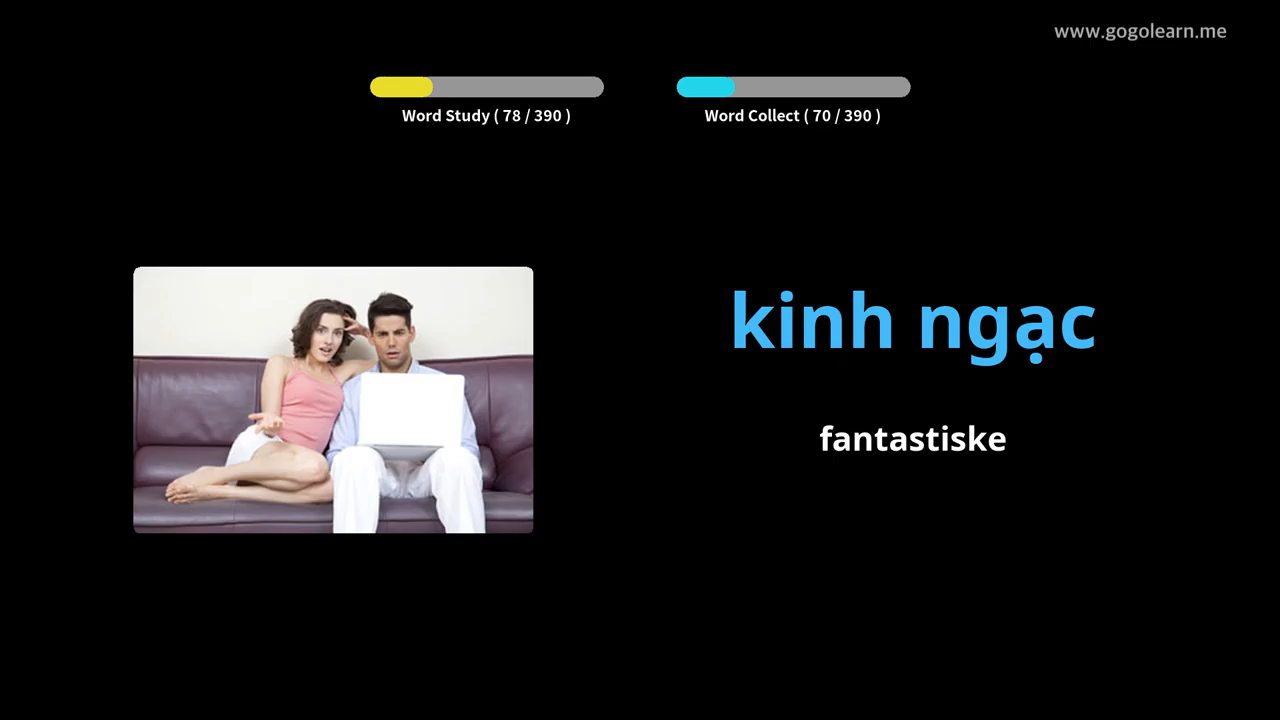 www.gogolearn.me
Word Study ( 78 / 390 )
Word Collect ( 70 / 390 )
kinh ngạc
fantastiske